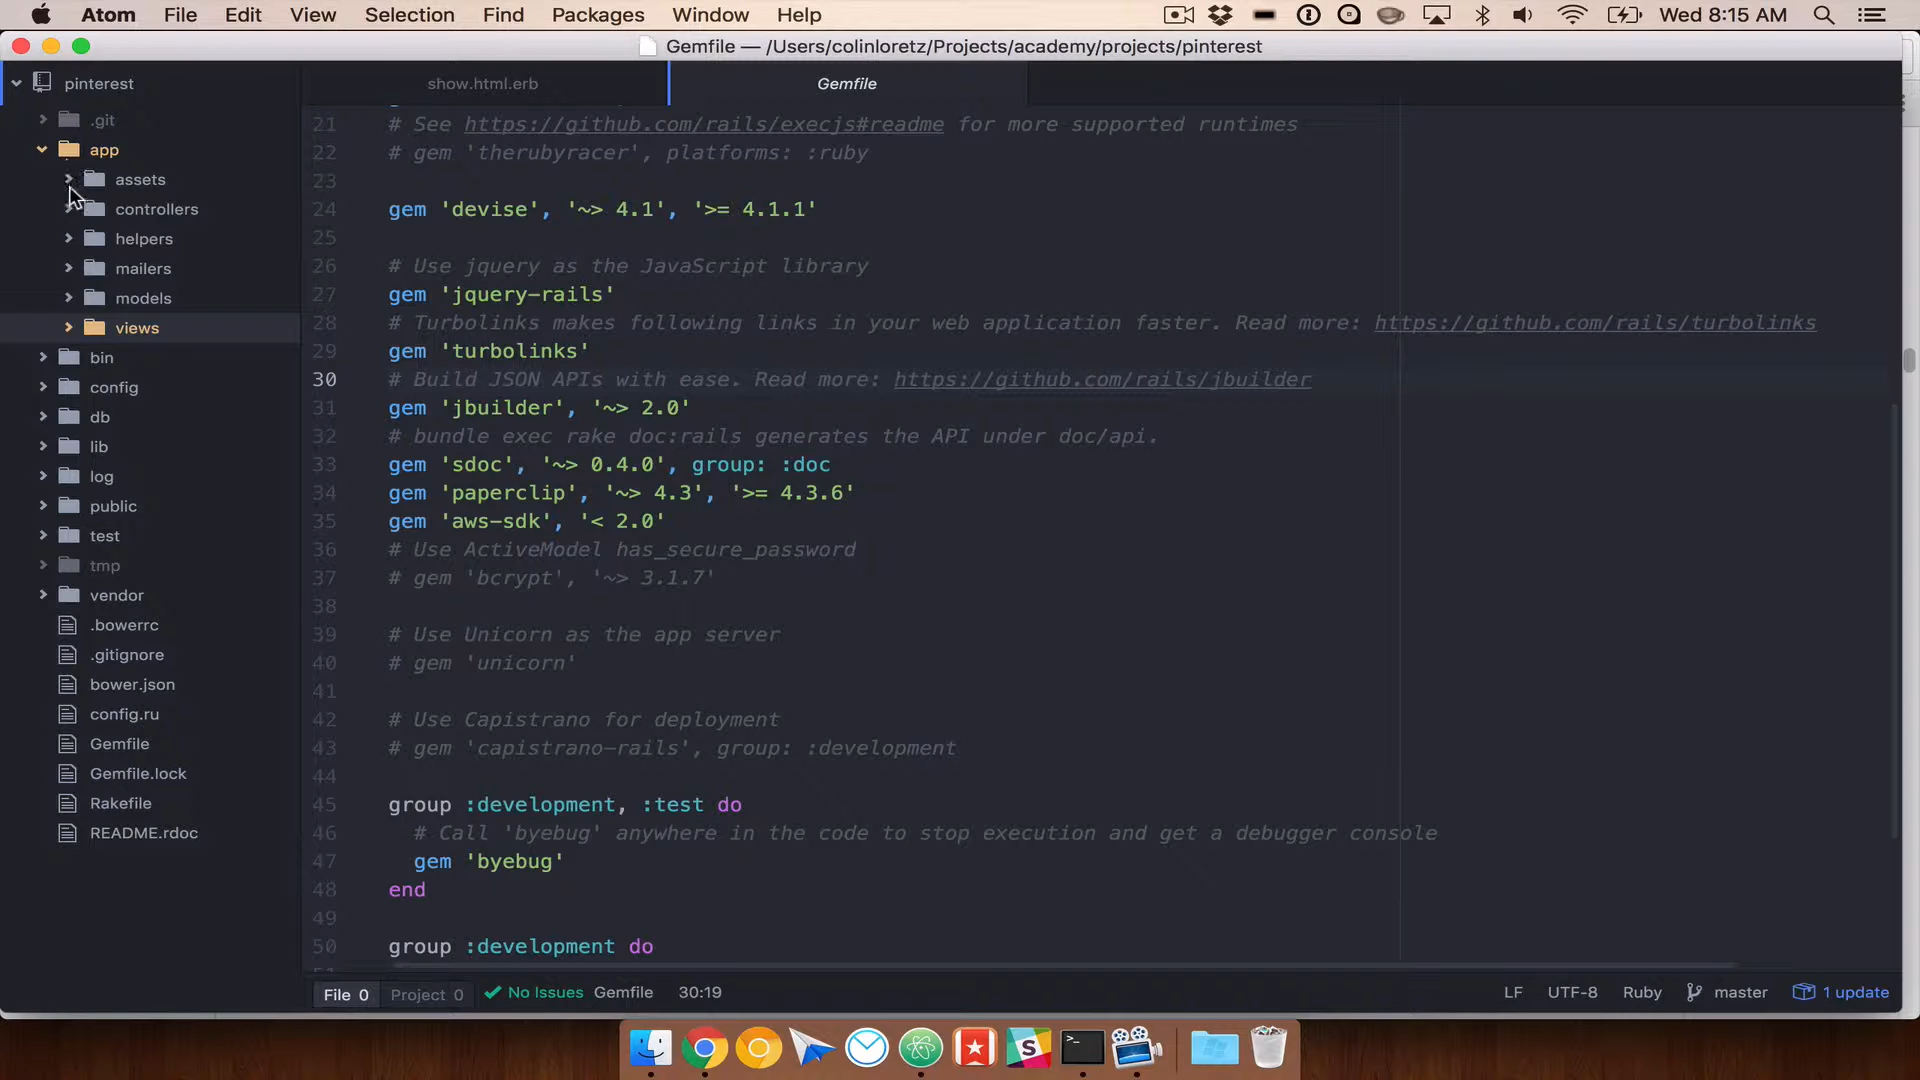 Atom File Edit View Selection Find Packages Window Help Wed 8:15 AM
Gemfile — /Users/colinloretz/Projects/academy/projects/pinterest
pinterest
.git
app
assets
controllers
helpers
mailers
models
views
bin
config
db
lib
log
public
test
tmp
vendor
.bowerrc
.gitignore
bower.json
config.ru
Gemfile
Gemfile.lock
Rakefile
README.rdoc
show.html.erb Gemfile
21 # See https://github.com/rails/execjs#readme for more supported runtimes
22 # gem 'therubyracer', platforms: :ruby
23
24 gem 'devise', '~> 4.1', '>= 4.1.1'
25
26 # Use jquery as the JavaScript library
27 gem 'jquery-rails'
28 # Turbolinks makes following links in your web application faster. Read more: https://github.com/rails/turbolinks
29 gem 'turbolinks'
30 # Build JSON APIs with ease. Read more: https://github.com/rails/jbuilder
31 gem 'jbuilder', '~> 2.0'
32 # bundle exec rake doc:rails generates the API under doc/api.
33 gem 'sdoc', '~> 0.4.0', group: :doc
34 gem 'paperclip', '~> 4.3', '>= 4.3.6'
35 gem 'aws-sdk', '< 2.0'
36 # Use ActiveModel has_secure_password
37 # gem 'bcrypt', '~> 3.1.7'
38
39 # Use Unicorn as the app server
40 # gem 'unicorn'
41
42 # Use Capistrano for deployment
43 # gem 'capistrano-rails', group: :development
44
45 group :development, :test do
46 # Call 'byebug' anywhere in the code to stop execution and get a debugger console
47 gem 'byebug'
48 end
49
50 group :development do
File 0 Project 0 No Issues Gemfile 30:19 LF UTF-8 Ruby master 1 update